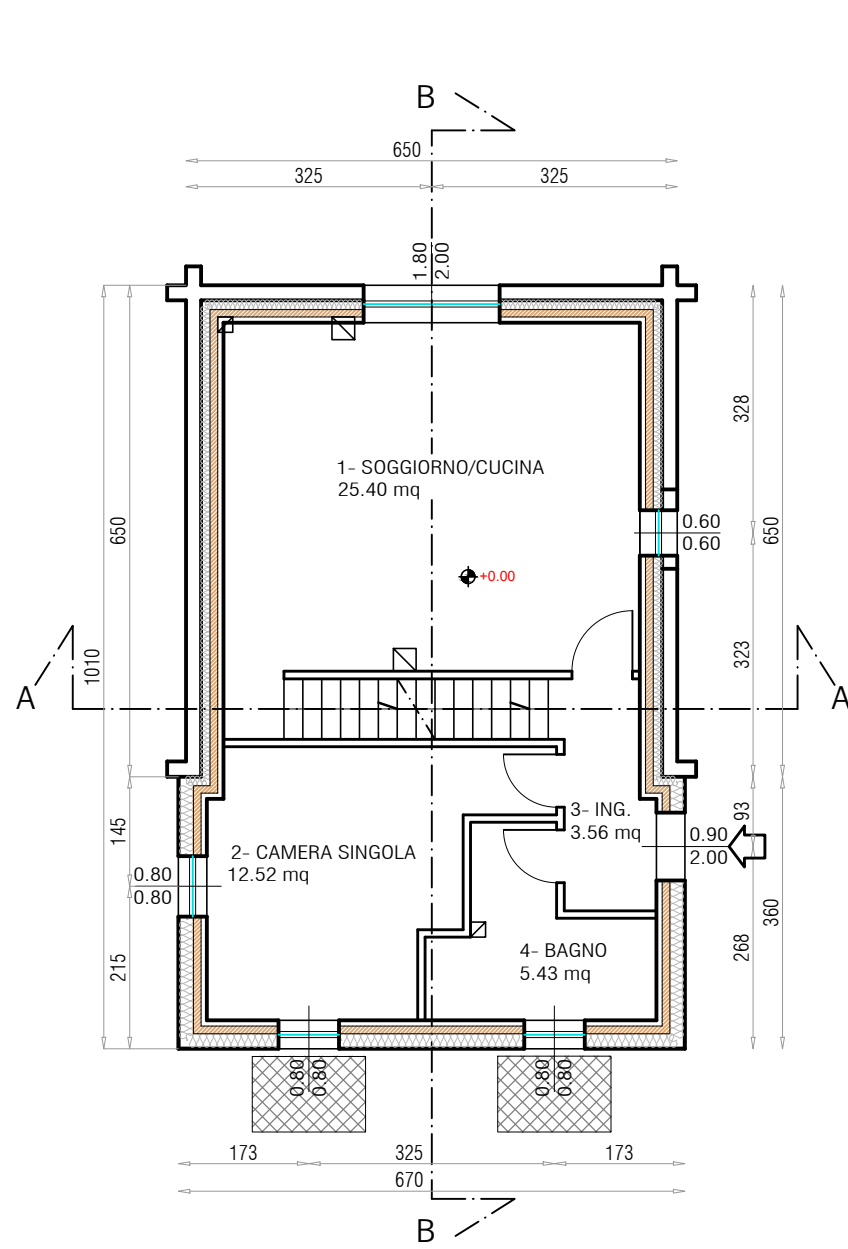 B
650
325
325
1.80
2.00
328
650
1- SOGGIORNO/CUCINA
25.40 mq
0.60
0.60
650
+0.00
323
1010
A
A
3- ING.
3.56 mq
93
145
0.90
2.00
2- CAMERA SINGOLA
12.52 mq
0.80
0.80
360
268
215
4- BAGNO
5.43 mq
0.80
0.80
0.80
0.80
173
325
173
670
B